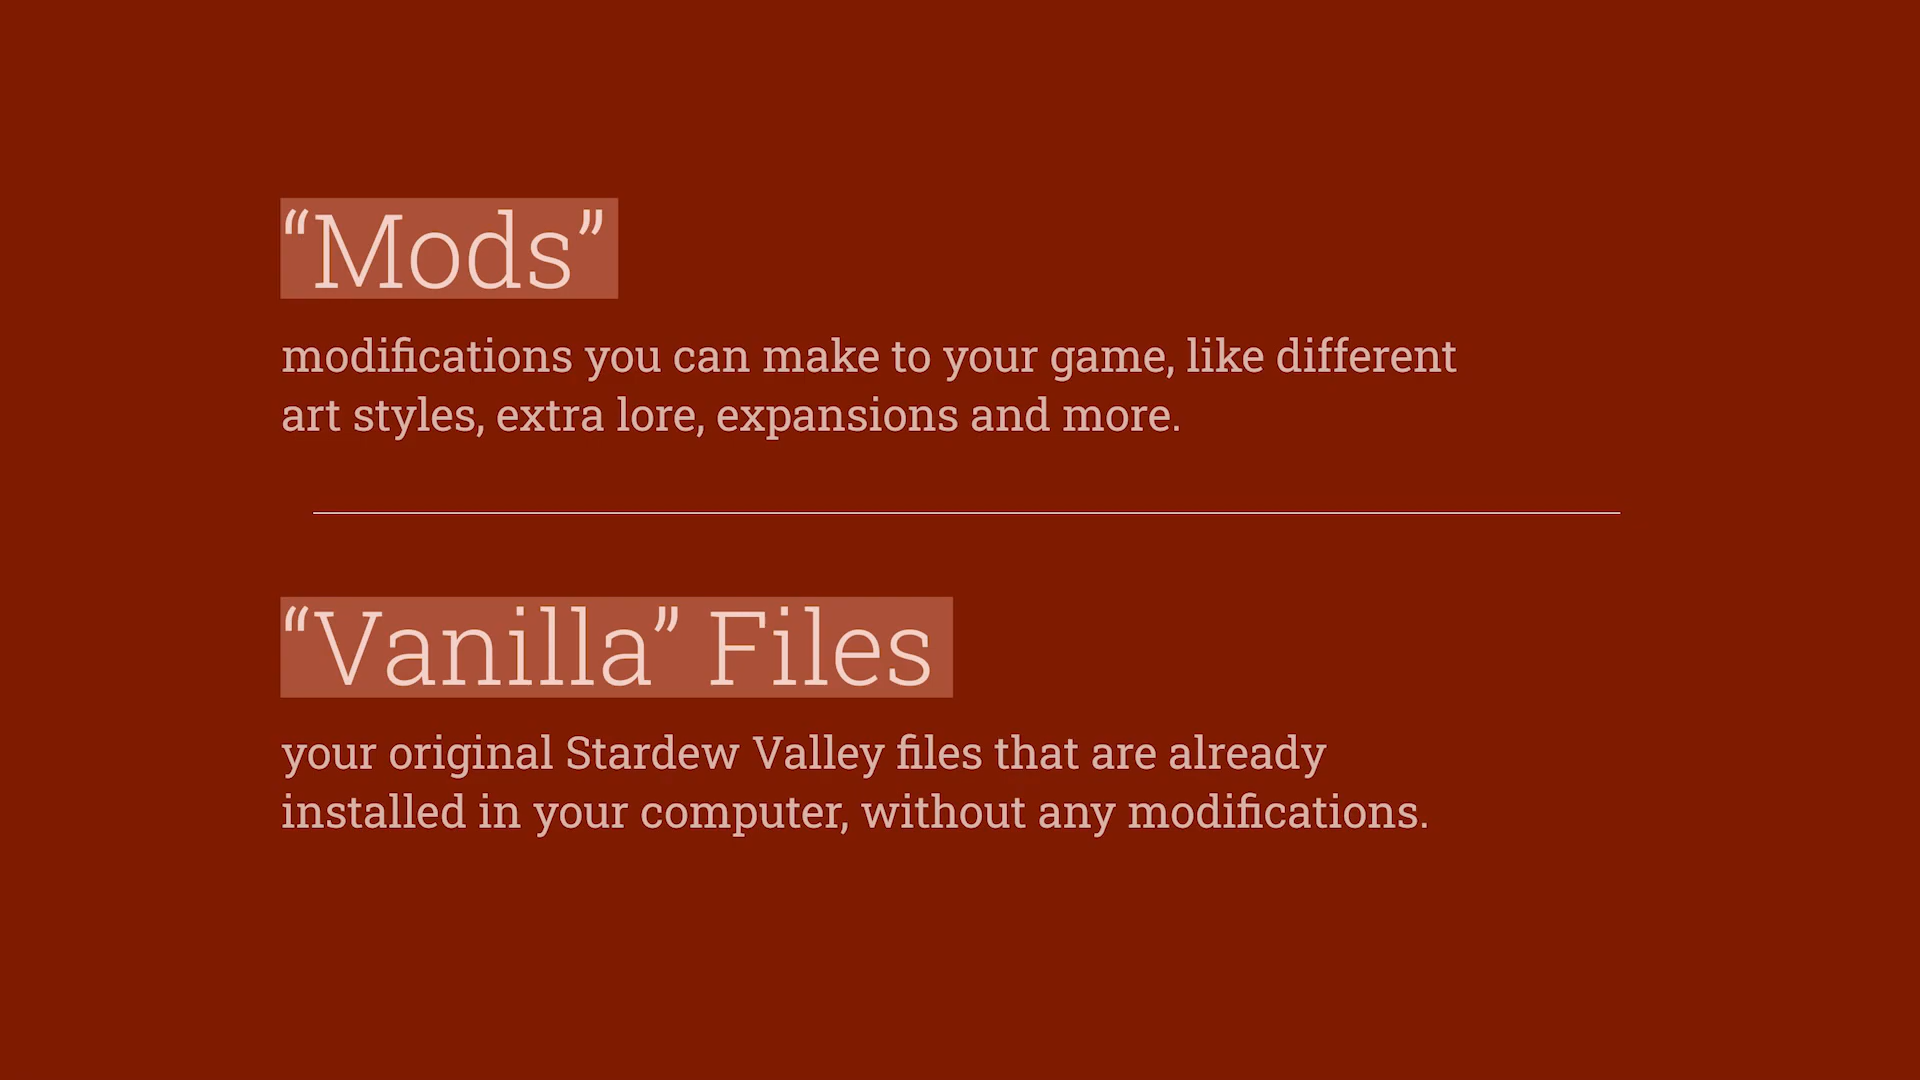 “Mods”
modifications you can make to your game, like different
art styles, extra lore, expansions and more.
“Vanilla” Files
your original Stardew Valley files that are already
installed in your computer, without any modifications.